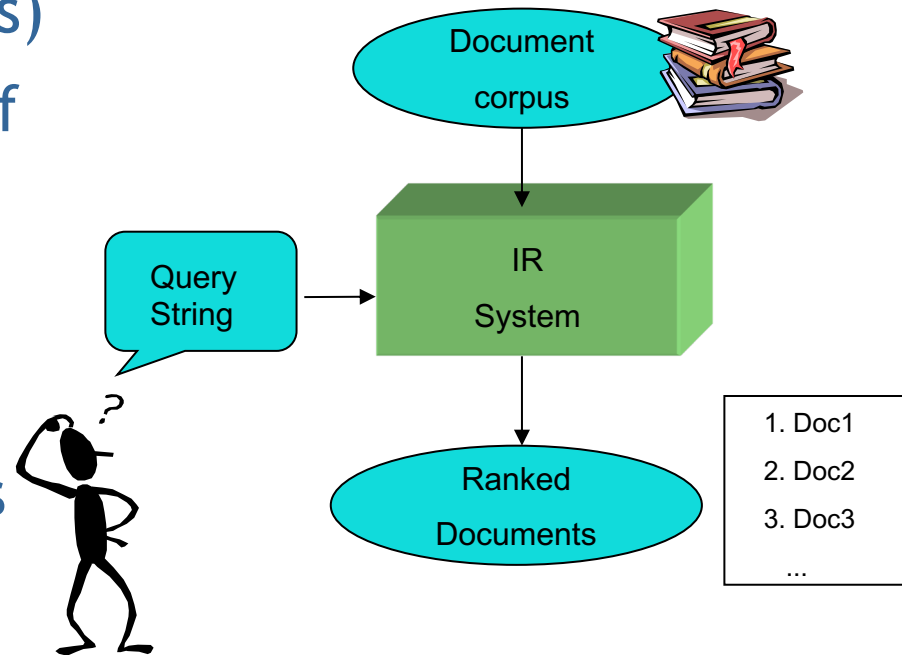 s)
f
s
Document
corpus
Query
String
IR
System
?
Ranked
Documents
1. Doc1
2. Doc2
3. Doc3
...